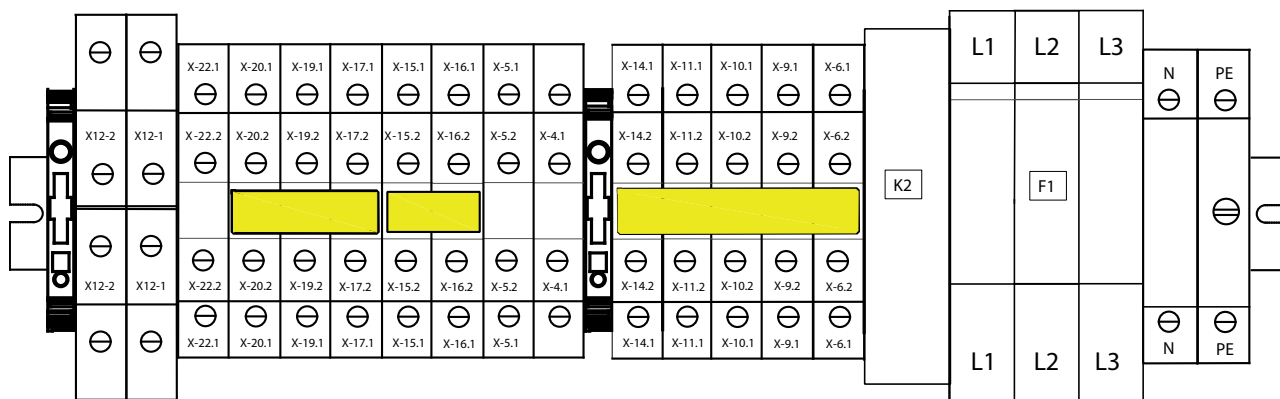 L1 L2 L3
X-22.1 X-20.1 X-19.1 X-17.1 X-15.1 X-16.1 X-5.1 X-14.1 X-11.1 X-10.1 X-9.1 X-6.1 N PE
X12-2 X12-1 X-22.2 X-20.2 X-19.2 X-17.2 X-15.2 X-16.2 X-5.2 X-4.1 X-14.2 X-11.2 X-10.2 X-9.2 X-6.2
K2 F1
X12-2 X12-1 X-22.2 X-20.2 X-19.2 X-17.2 X-15.2 X-16.2 X-5.2 X-4.1 X-14.2 X-11.2 X-10.2 X-9.2 X-6.2
X-22.1 X-20.1 X-19.1 X-17.1 X-15.1 X-16.1 X-5.1 X-14.1 X-11.1 X-10.1 X-9.1 X-6.1 N PE
L1 L2 L3